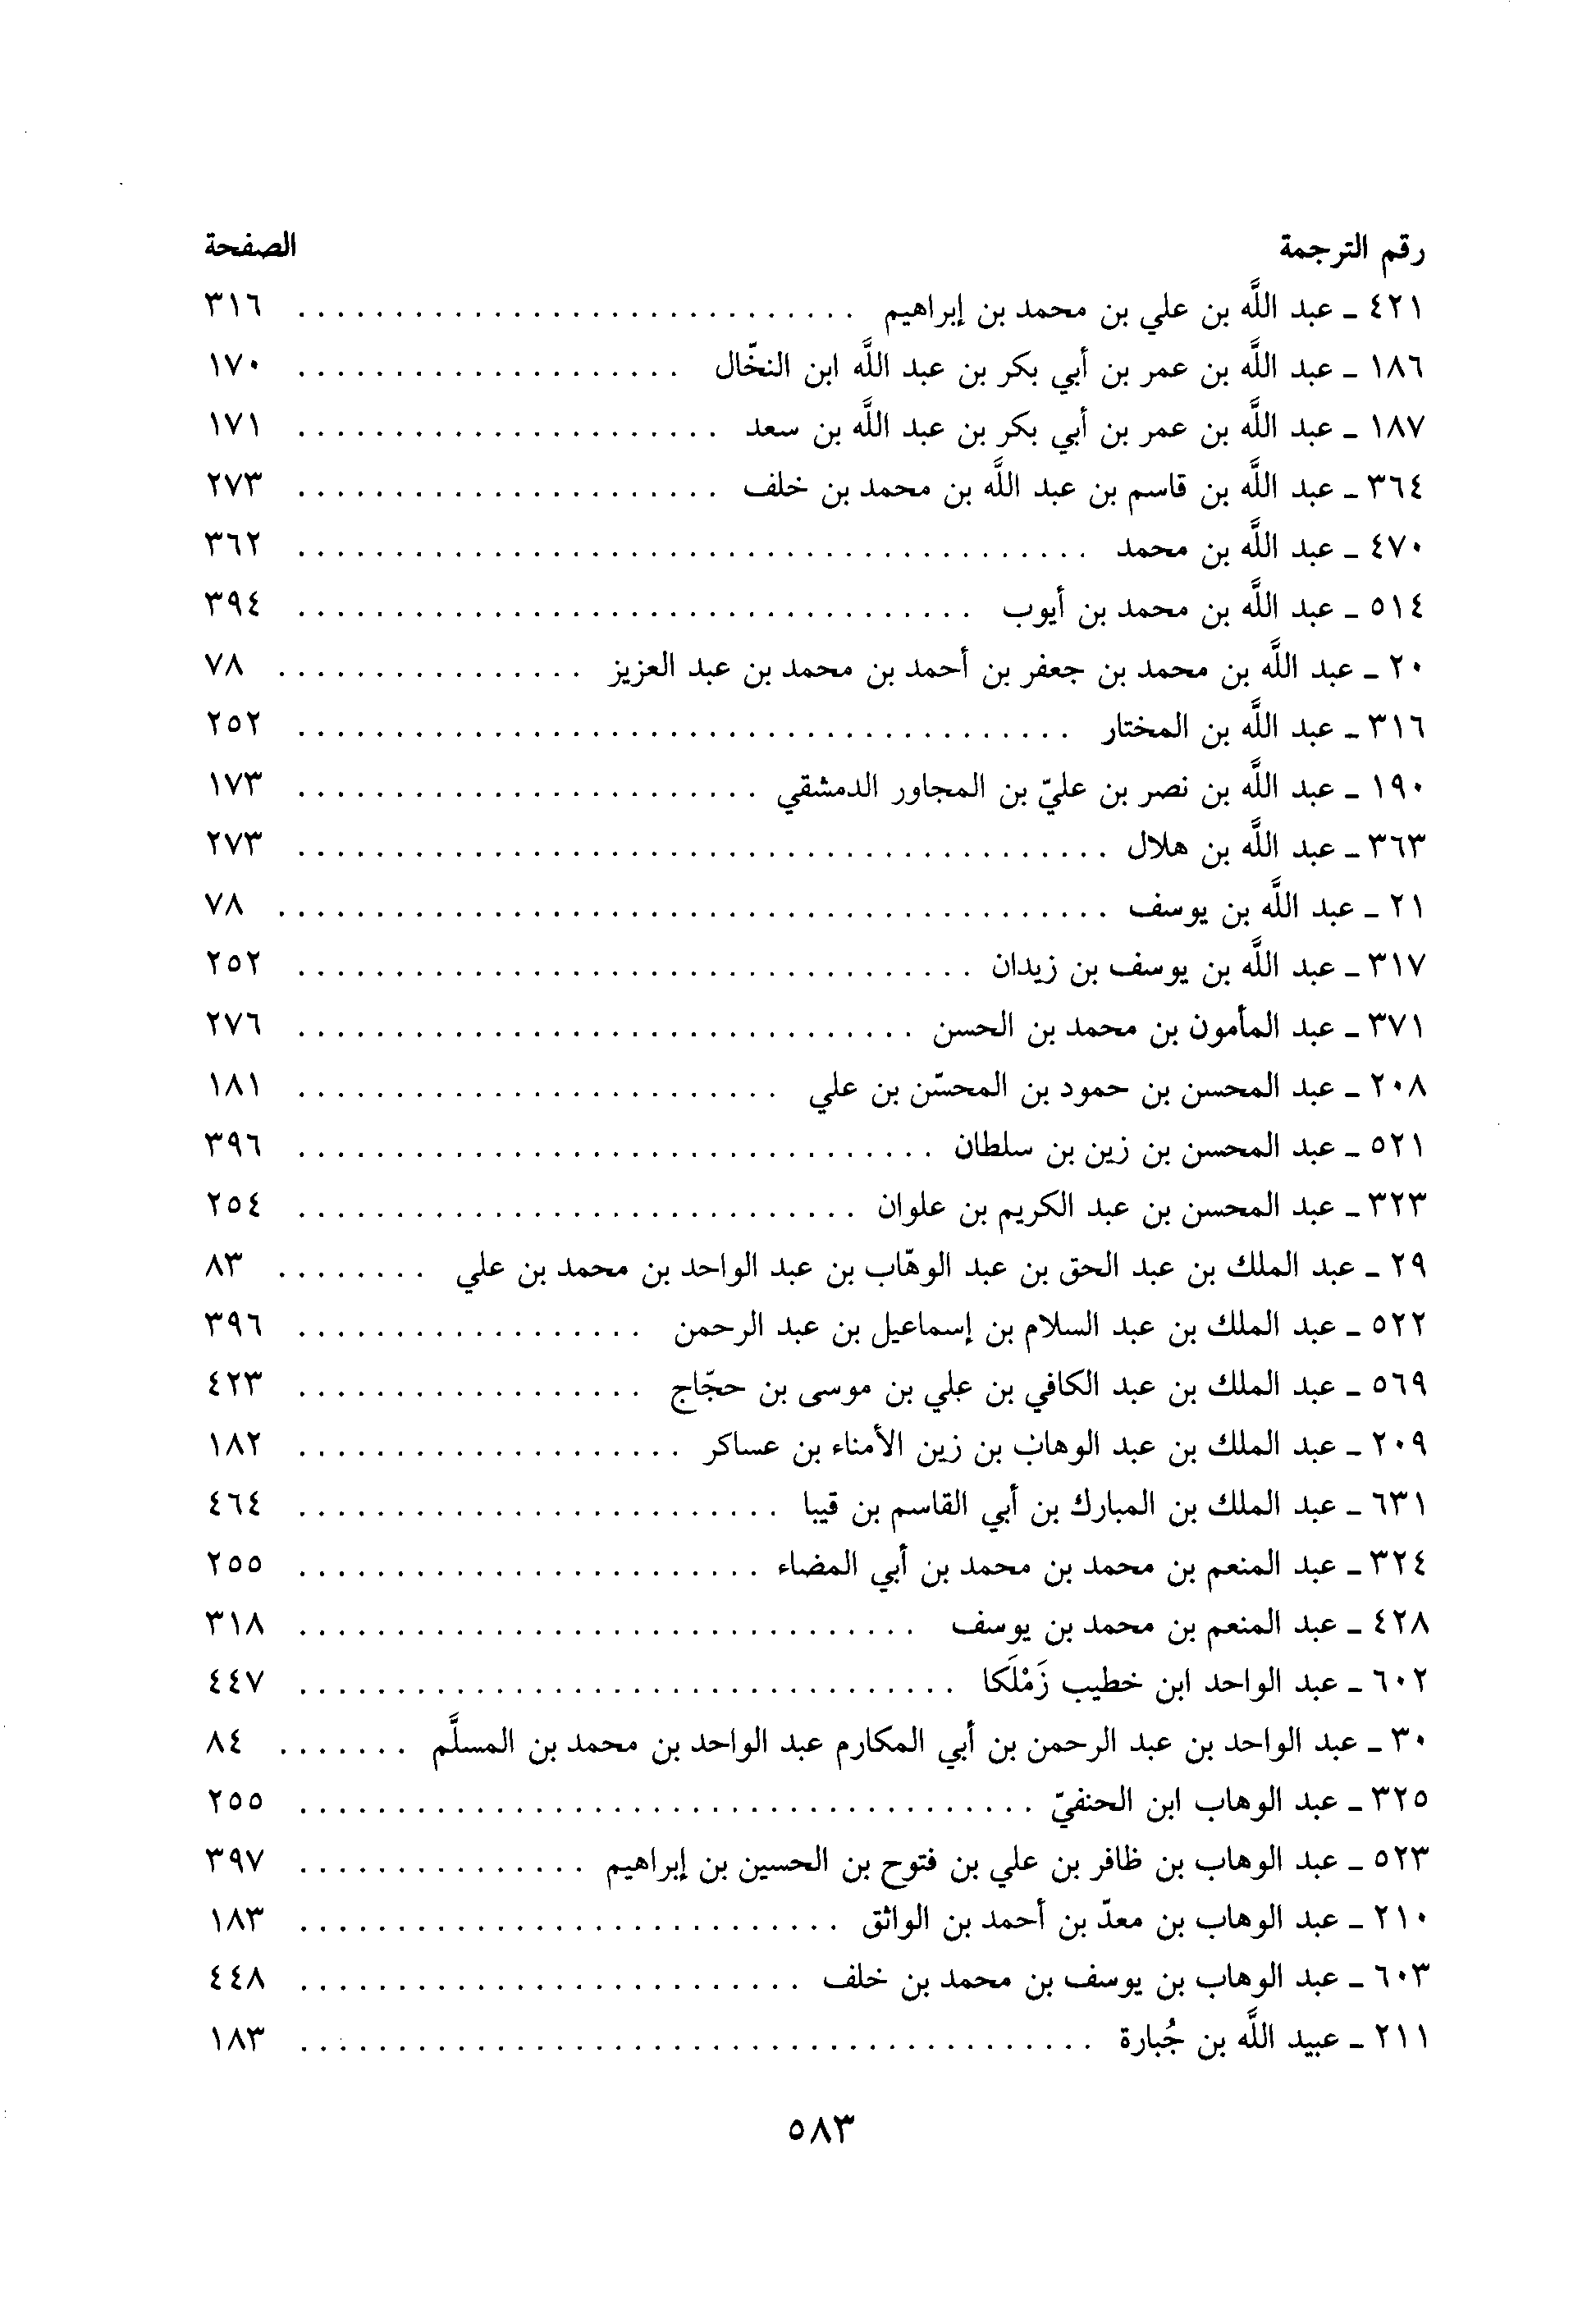 رقم الترجمة الصفحة
٤٢١ ـ عبد اللَّه بن علي بن محمد بن إبراهيم . . . . . . . . . . . . . . . . . . . . . . . . . . . . . ٣١٦
١٨٦ ـ عبد اللَّه بن عمر بن أبي بكر بن عبد اللَّه ابن النخّال . . . . . . . . . . . . . . . . . . . . ١٧٠
١٨٧ ـ عبد اللَّه بن عمر بن أبي بكر بن عبد اللَّه بن سعد . . . . . . . . . . . . . . . . . . . . . . ١٧١
٣٦٤ ـ عبد اللَّه بن قاسم بن عبد اللَّه بن محمد بن خلف . . . . . . . . . . . . . . . . . . . . . . ٢٧٣
٤٧٠ ـ عبد اللَّه بن محمد . . . . . . . . . . . . . . . . . . . . . . . . . . . . . . . . . . . . . . . . . ٣٦٢
٥١٤ ـ عبد اللَّه بن محمد بن أيوب . . . . . . . . . . . . . . . . . . . . . . . . . . . . . . . . . . . ٣٩٤
٢٠ ـ عبد اللَّه بن محمد بن جعفر بن أحمد بن محمد بن عبد العزيز . . . . . . . . . . . . . . . . ٧٨
٣١٦ ـ عبد اللَّه بن المختار . . . . . . . . . . . . . . . . . . . . . . . . . . . . . . . . . . . . . . . . ٢٥٢
١٩٠ ـ عبد اللَّه بن نصر بن عليّ بن المجاور الدمشقي . . . . . . . . . . . . . . . . . . . . . . . . ١٧٣
٣٦٣ ـ عبد اللَّه بن هلال . . . . . . . . . . . . . . . . . . . . . . . . . . . . . . . . . . . . . . . . . . ٢٧٣
٢١ ـ عبد اللَّه بن يوسف . . . . . . . . . . . . . . . . . . . . . . . . . . . . . . . . . . . . . . . . . . . ٧٨
٣١٧ ـ عبد اللَّه بن يوسف بن زيدان . . . . . . . . . . . . . . . . . . . . . . . . . . . . . . . . . . . ٢٥٢
٣٧١ ـ عبد المأمون بن محمد بن الحسن . . . . . . . . . . . . . . . . . . . . . . . . . . . . . . . . ٢٧٦
٢٠٨ ـ عبد المحسن بن حمود بن المحسّن بن علي . . . . . . . . . . . . . . . . . . . . . . . . . ١٨١
٥٢١ ـ عبد المحسن بن زين بن سلطان . . . . . . . . . . . . . . . . . . . . . . . . . . . . . . . . . ٣٩٦
٣٢٣ ـ عبد المحسن بن عبد الكريم بن علوان . . . . . . . . . . . . . . . . . . . . . . . . . . . . . ٢٥٤
٢٩ ـ عبد الملك بن عبد الحق بن عبد الوهّاب بن عبد الواحد بن محمد بن علي . . . . . . . . ٨٣
٥٢٢ ـ عبد الملك بن عبد السلام بن إسماعيل بن عبد الرحمن . . . . . . . . . . . . . . . . . . ٣٩٦
٥٦٩ ـ عبد الملك بن عبد الكافي بن علي بن موسى بن حجّاج . . . . . . . . . . . . . . . . . . ٤٢٣
٢٠٩ ـ عبد الملك بن عبد الوهاب بن زين الأمناء بن عساكر . . . . . . . . . . . . . . . . . . . . ١٨٢
٦٣١ ـ عبد الملك بن المبارك بن أبي القاسم بن قيبا . . . . . . . . . . . . . . . . . . . . . . . . . ٤٦٤
٣٢٤ ـ عبد المنعم بن محمد بن محمد بن أبي المضاء . . . . . . . . . . . . . . . . . . . . . . . . ٢٥٥
٤٢٨ ـ عبد المنعم بن محمد بن يوسف . . . . . . . . . . . . . . . . . . . . . . . . . . . . . . . . ٣١٨
٦٠٢ ـ عبد الواحد ابن خطيب زَمْلَكا . . . . . . . . . . . . . . . . . . . . . . . . . . . . . . . . . . ٤٤٧
٣٠ ـ عبد الواحد بن عبد الرحمن بن أبي المكارم عبد الواحد بن محمد بن المسلَّم . . . . . . . ٨٤
٣٢٥ ـ عبد الوهاب ابن الحنفيّ . . . . . . . . . . . . . . . . . . . . . . . . . . . . . . . . . . . . . . ٢٥٥
٥٢٣ ـ عبد الوهاب بن ظافر بن علي بن فتوح بن الحسين بن إبراهيم . . . . . . . . . . . . . . . ٣٩٧
٢١٠ ـ عبد الوهاب بن معدّ بن أحمد بن الواثق . . . . . . . . . . . . . . . . . . . . . . . . . . . . ١٨٣
٦٠٣ ـ عبد الوهاب بن يوسف بن محمد بن خلف . . . . . . . . . . . . . . . . . . . . . . . . . . ٤٤٨
٢١١ ـ عبيد اللَّه بن جُبارة . . . . . . . . . . . . . . . . . . . . . . . . . . . . . . . . . . . . . . . . . ١٨٣
٥٨٣